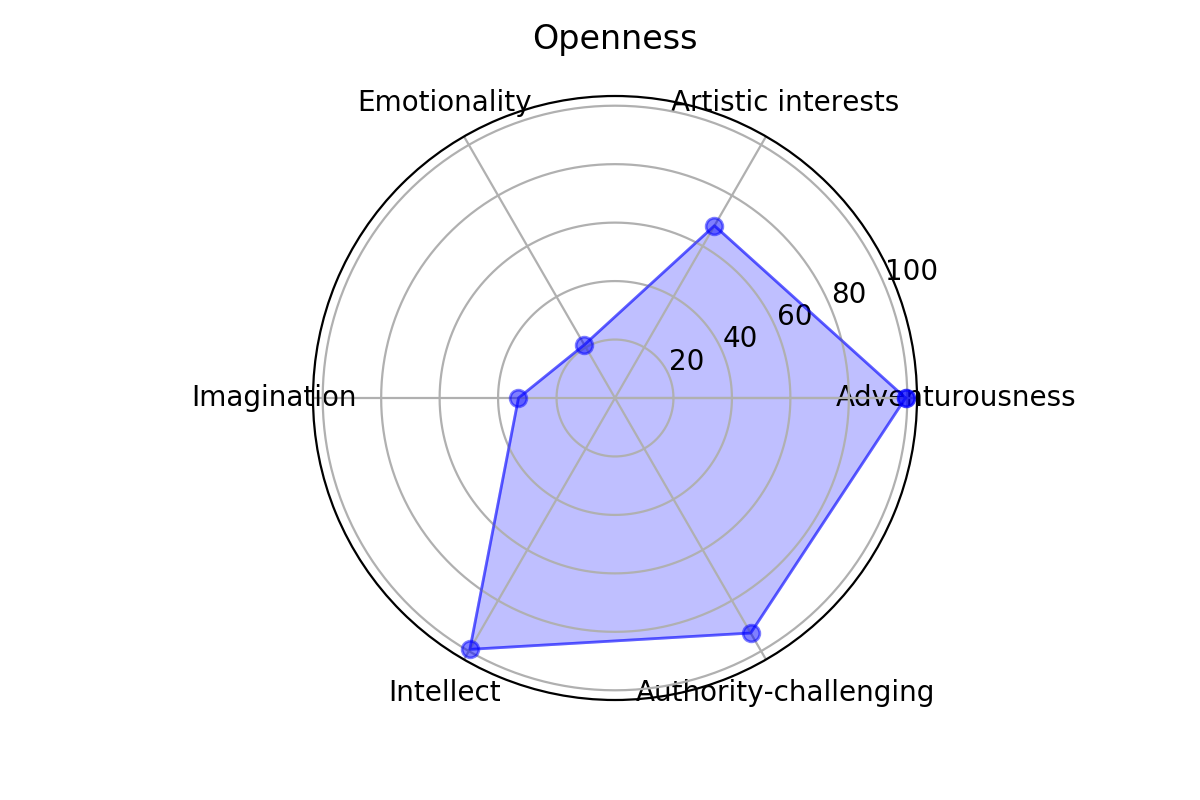 Openness
Emotionality
Artistic interests
100
80
60
40
20
Imagination
Adventurousness
Intellect
Authority-challenging